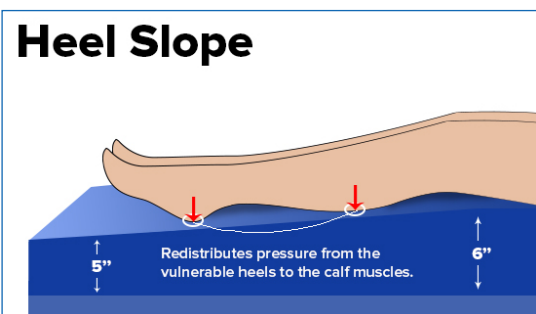 Heel Slope
5”
Redistributes pressure from the
vulnerable heels to the calf muscles.
6”